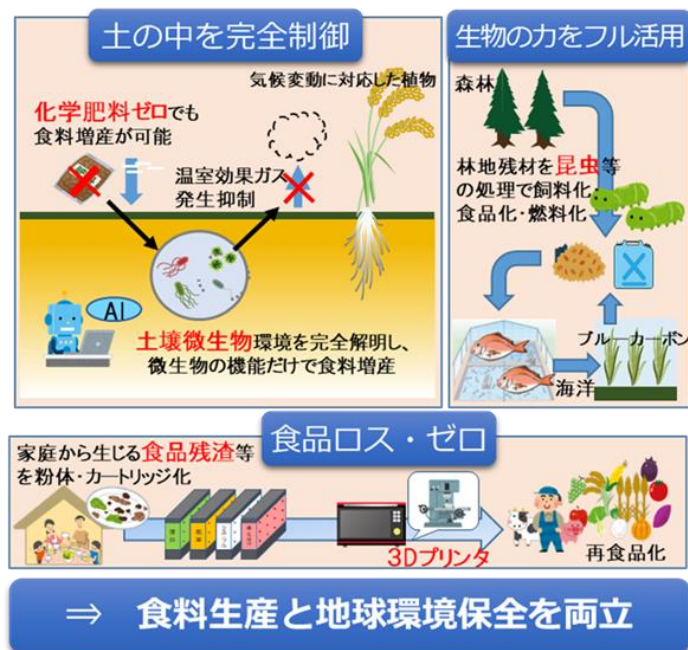 土の中を完全制御
気候変動に対応した植物
化学肥料ゼロでも
食料増産が可能
温室効果ガス
発生抑制
AI
土壌微生物環境を完全解明し、
微生物の機能だけで食料増産
生物の力をフル活用
森林
林地残材を昆虫等
の処理で飼料化・
食品化・燃料化
ブルーカーボン
海洋
食品ロス・ゼロ
家庭から生じる食品残渣等
を粉体・カートリッジ化
3Dプリンタ
再食品化
⇒ 食料生産と地球環境保全を両立